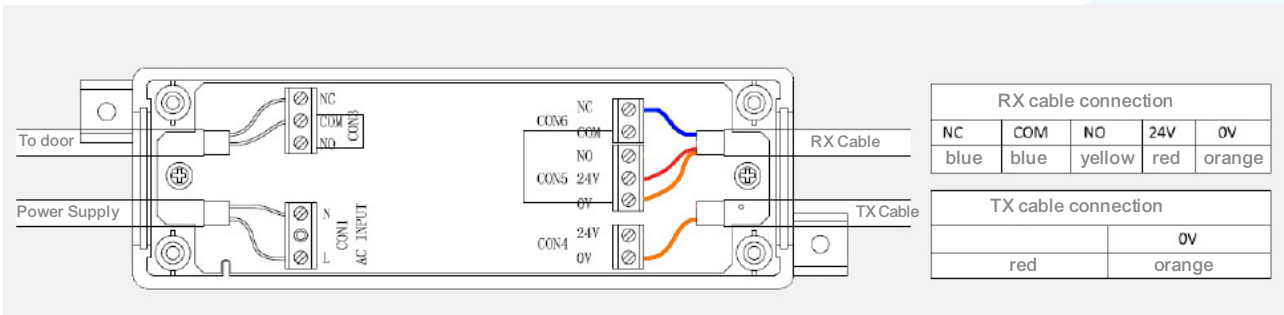 NC
COM
NO
CON3
To door
Power Supply
N
L
CON1
AC INPUT
CON6
NC
COM
NO
CON5 24V
0V
CON4
24V
0V
RX Cable
TX Cable
RX cable connection
NC COM NO 24V 0V
blue blue yellow red orange
TX cable connection
0V
red orange